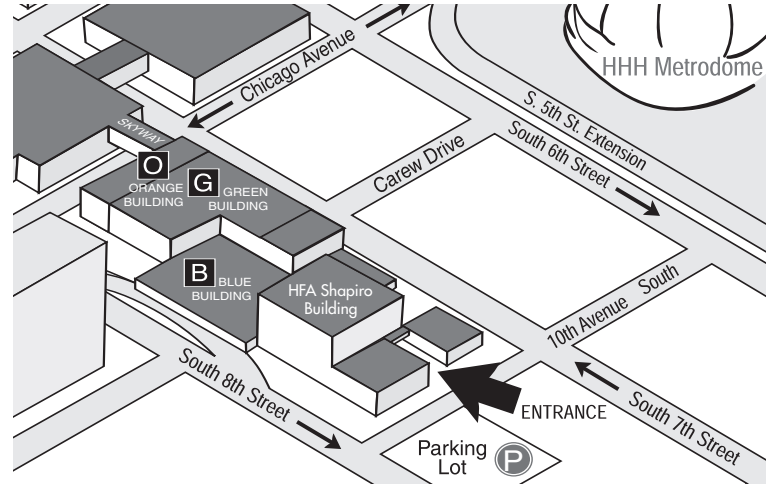 HHH Metrodome
Chicago Avenue
S. 5th St. Extension
SKYWAY
South 6th Street
Carew Drive
O
ORANGE
BUILDING
G
GREEN
BUILDING
B
BLUE
BUILDING
HFA Shapiro
Building
10th Avenue South
South 8th Street
ENTRANCE
South 7th Street
Parking
Lot
P